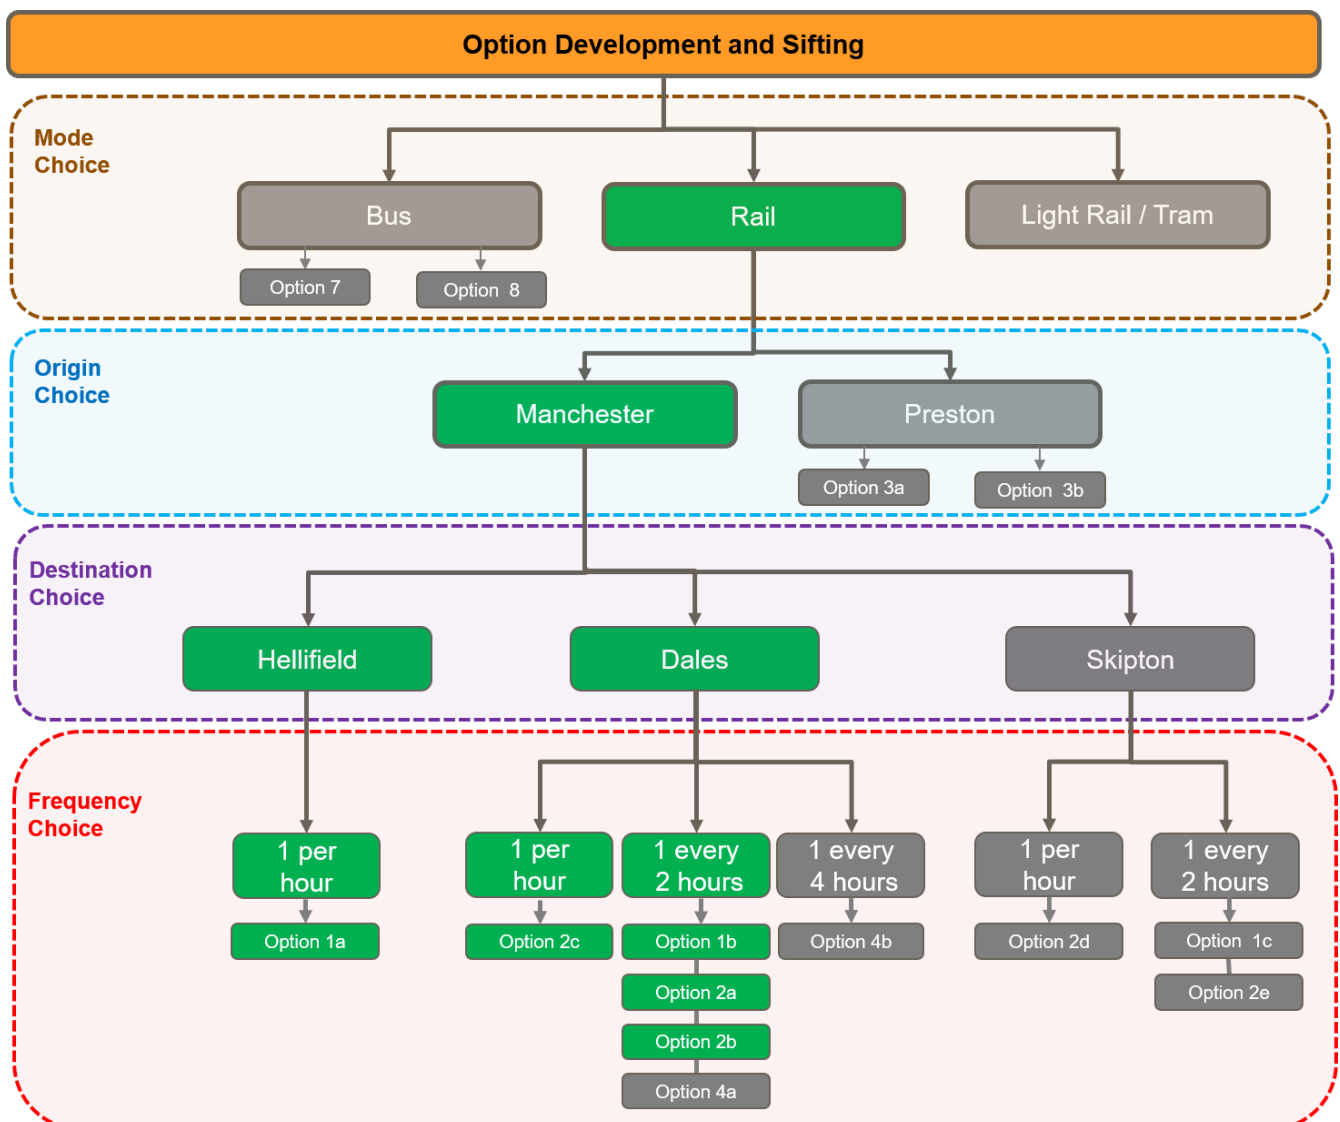 Option Development and Sifting
Mode
Choice
Bus
Rail
Light Rail / Tram
Option 7
Option 8
Origin
Choice
Manchester
Preston
Option 3a
Option 3b
Destination
Choice
Hellifield
Dales
Skipton
Frequency
Choice
1 per
hour
1 per
hour
1 every
2 hours
1 every
4 hours
1 per
hour
1 every
2 hours
Option 1a
Option 2c
Option 1b
Option 4b
Option 2d
Option 1c
Option 2a
Option 2e
Option 2b
Option 4a